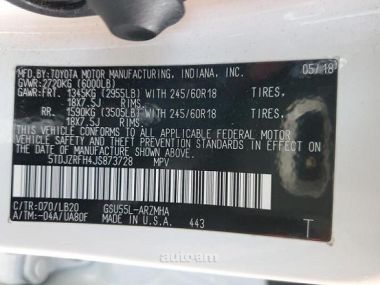 MFD.BY:TOYOTA MOTOR MANUFACTURING, INDIANA, INC. 05/18
GVWR: 2720KG (6000LB)
GAWR:FRT. 1345KG (2955LB) WITH 245/60R18 TIRES,
18X7.5J RIMS,
RR. 1590KG (3505LB) WITH 245/60R18 TIRES,
18X7.5J RIMS,
THIS VEHICLE CONFORMS TO ALL APPLICABLE FEDERAL MOTOR
VEHICLE SAFETY STANDARDS IN EFFECT ON THE DATE OF
MANUFACTURE SHOWN ABOVE.
5TDJZRFH4JS873728 MPV
C/TR:070/LB20 GSU55L-ARZMHA
A/TM:-04A/UA80F MADE IN U.S.A. 443 T
autoam